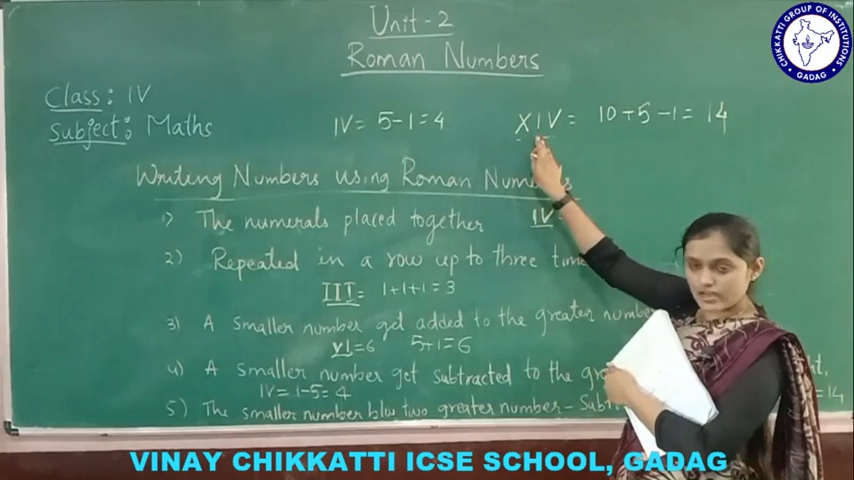 Unit-2
Roman Numbers
CHIKKATTI GROUP OF INSTITUTIONS
GADAG
Class: IV
Subject: Maths
IV = 5-1=4
XIV = 10+5-1= 14
Writing Numbers using Roman
1) The numerals placed together
IV=
2) Repeated in a row up to three
III= 1+1+1=3
3) A smaller number get added to the greater number
VI=6 5+1=6
4) A smaller number get subtracted to the
IV= 1-5=4
5) The smaller number b/w two greater number - = 14
VINAY CHIKKATTI ICSE SCHOOL, GADAG